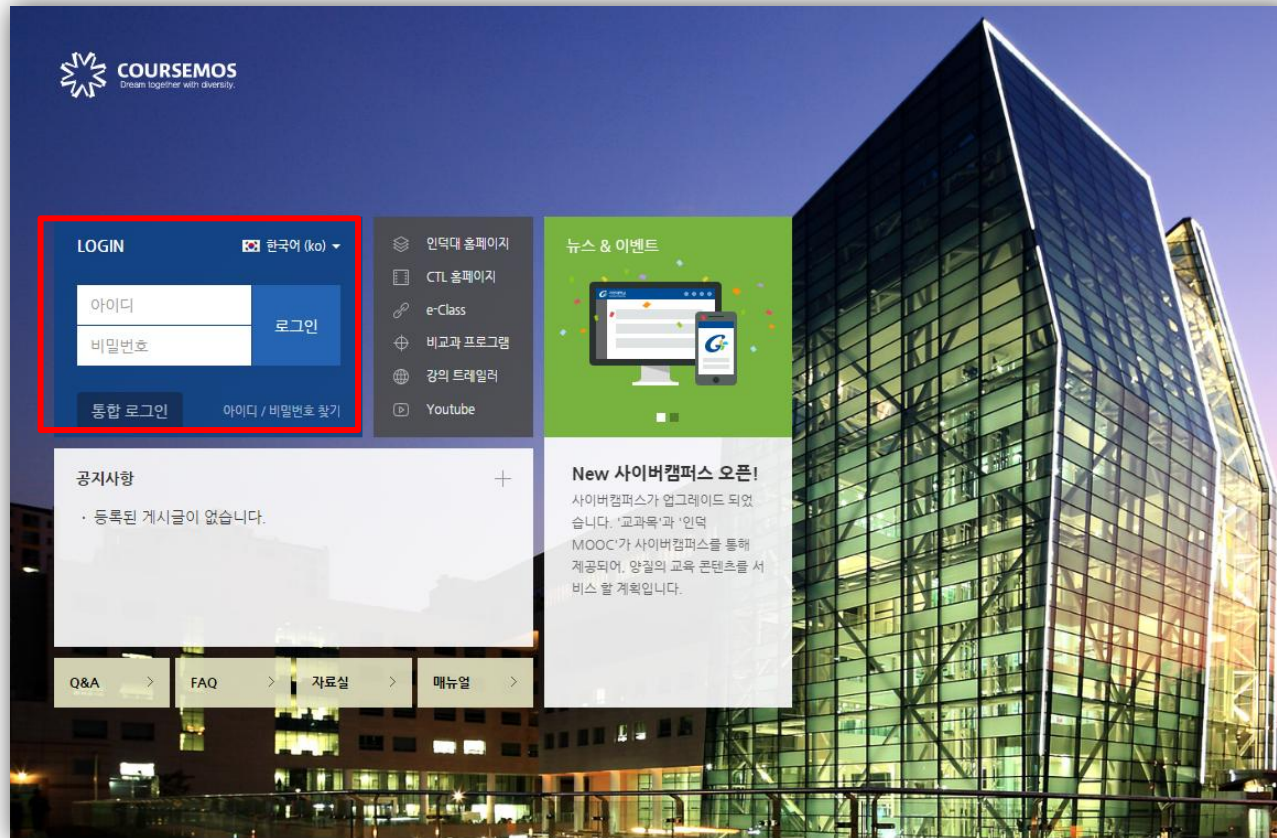 COURSEMOS
Dream together with diversity.
LOGIN
한국어 (ko)
아이디
비밀번호
로그인
통합 로그인
아이디 / 비밀번호 찾기
인덕대 홈페이지
CTL 홈페이지
e-Class
비교과 프로그램
강의 트레일러
Youtube
뉴스 & 이벤트
공지사항
· 등록된 게시글이 없습니다.
New 사이버캠퍼스 오픈!
사이버캠퍼스가 업그레이드 되었
습니다. '교과목'과 '인덕
MOOC'가 사이버캠퍼스를 통해
제공되어, 양질의 교육 콘텐츠를 서
비스 할 계획입니다.
Q&A
FAQ
자료실
매뉴얼